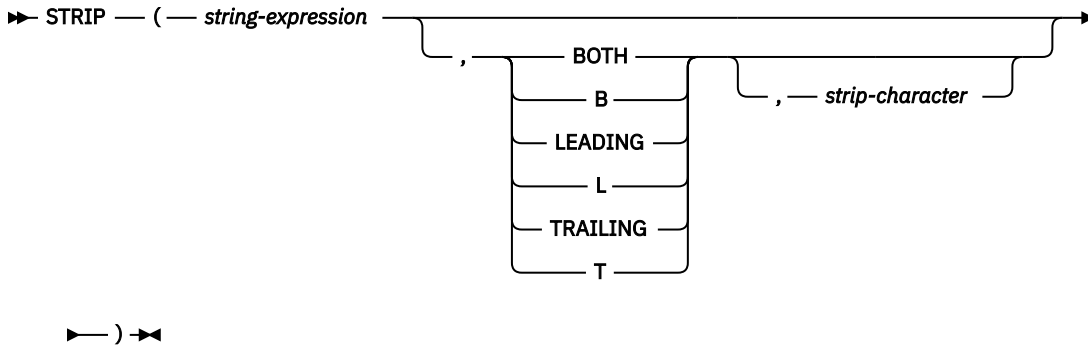 STRIP ( string-expression
, BOTH
B , strip-character
LEADING
L
TRAILING
T
)